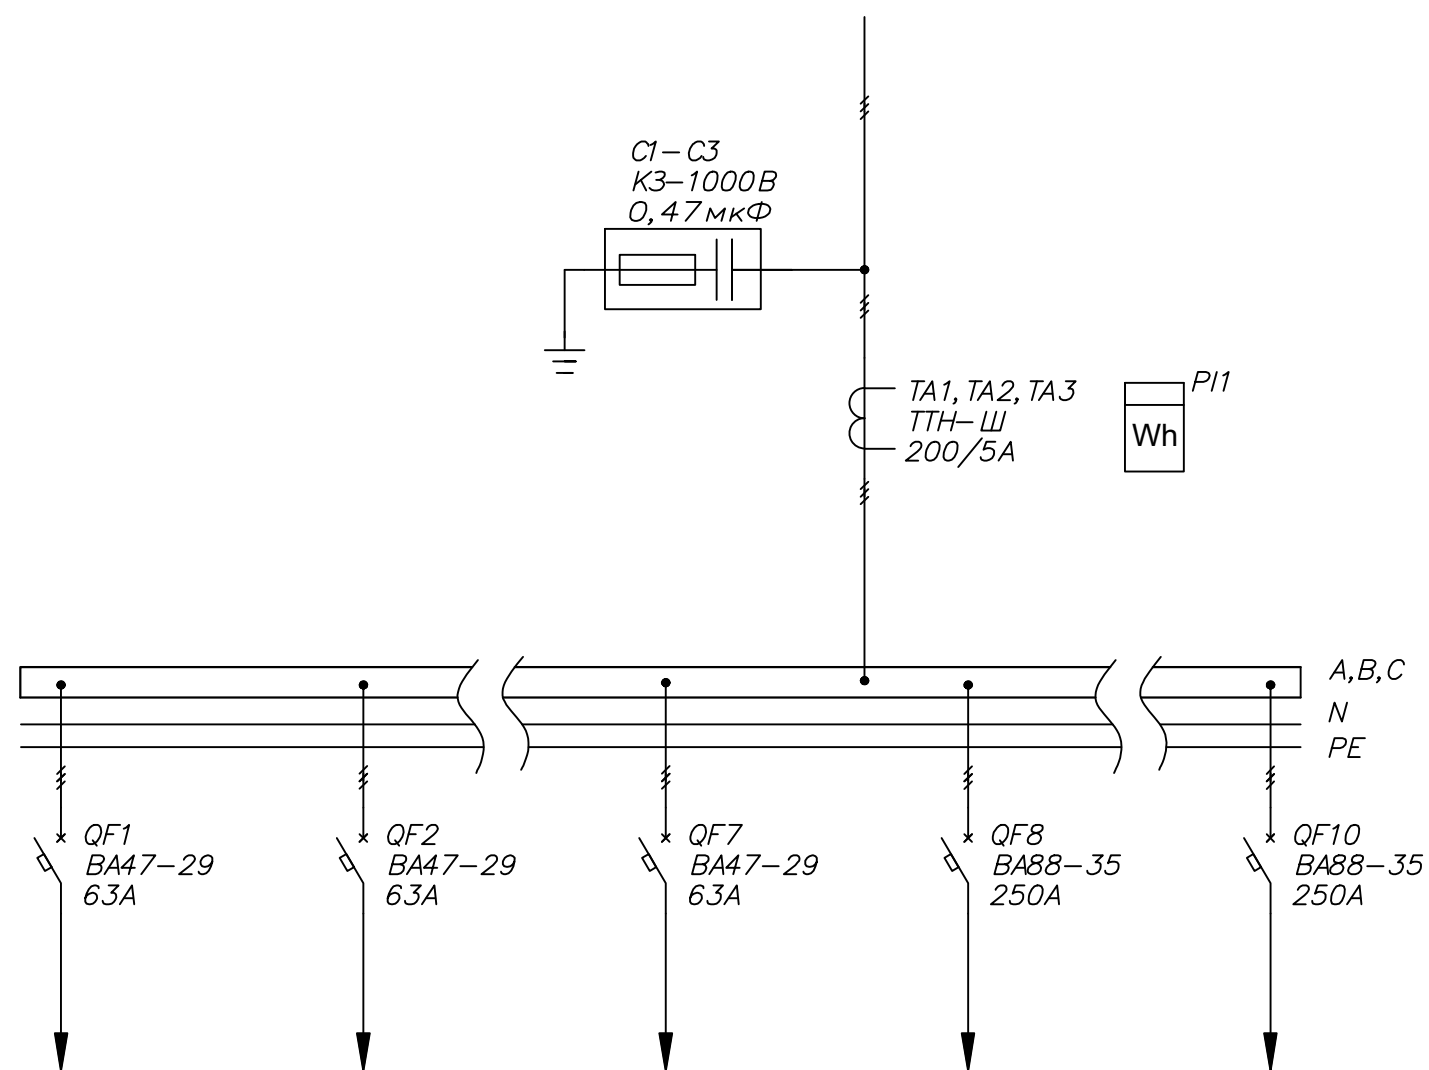 С1-С3
К3-1000В
0,47мкФ
ТА1, ТА2, ТА3
ТТН-Ш
200/5А
PI1
Wh
А,В,С
N
PE
QF1
ВА47-29
63А
QF2
ВА47-29
63А
QF7
ВА47-29
63А
QF8
ВА88-35
250А
QF10
ВА88-35
250А